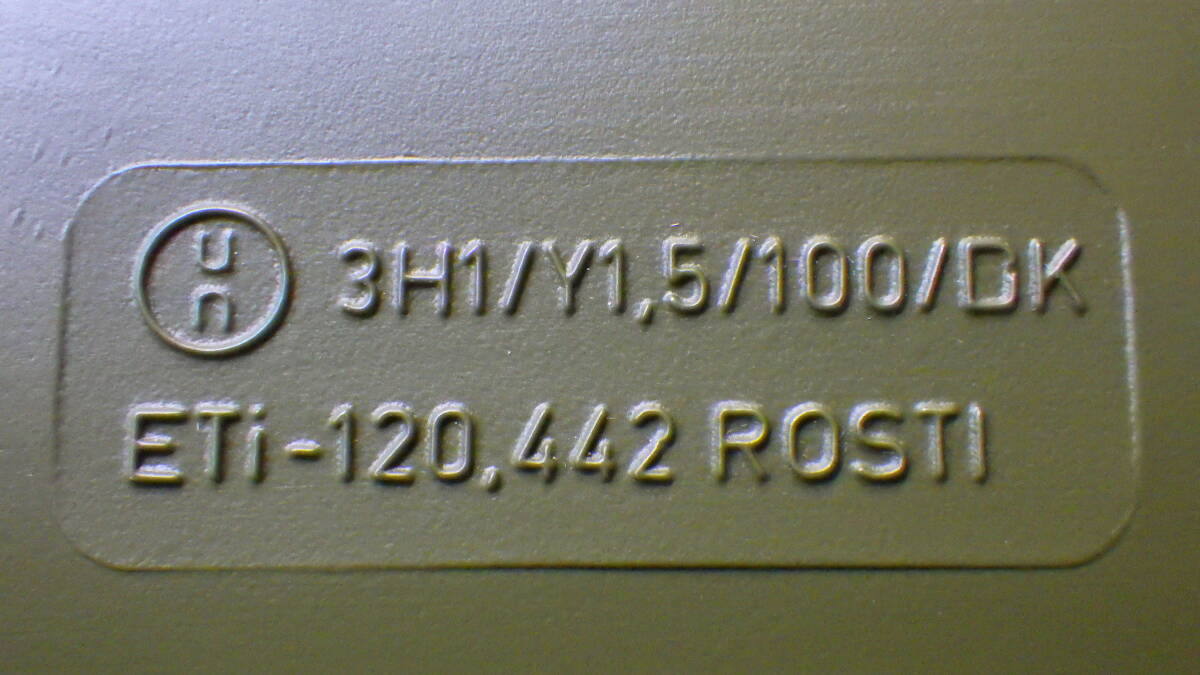 un 3H1/Y1,5/100/DK
ETi-120,442 ROSTI